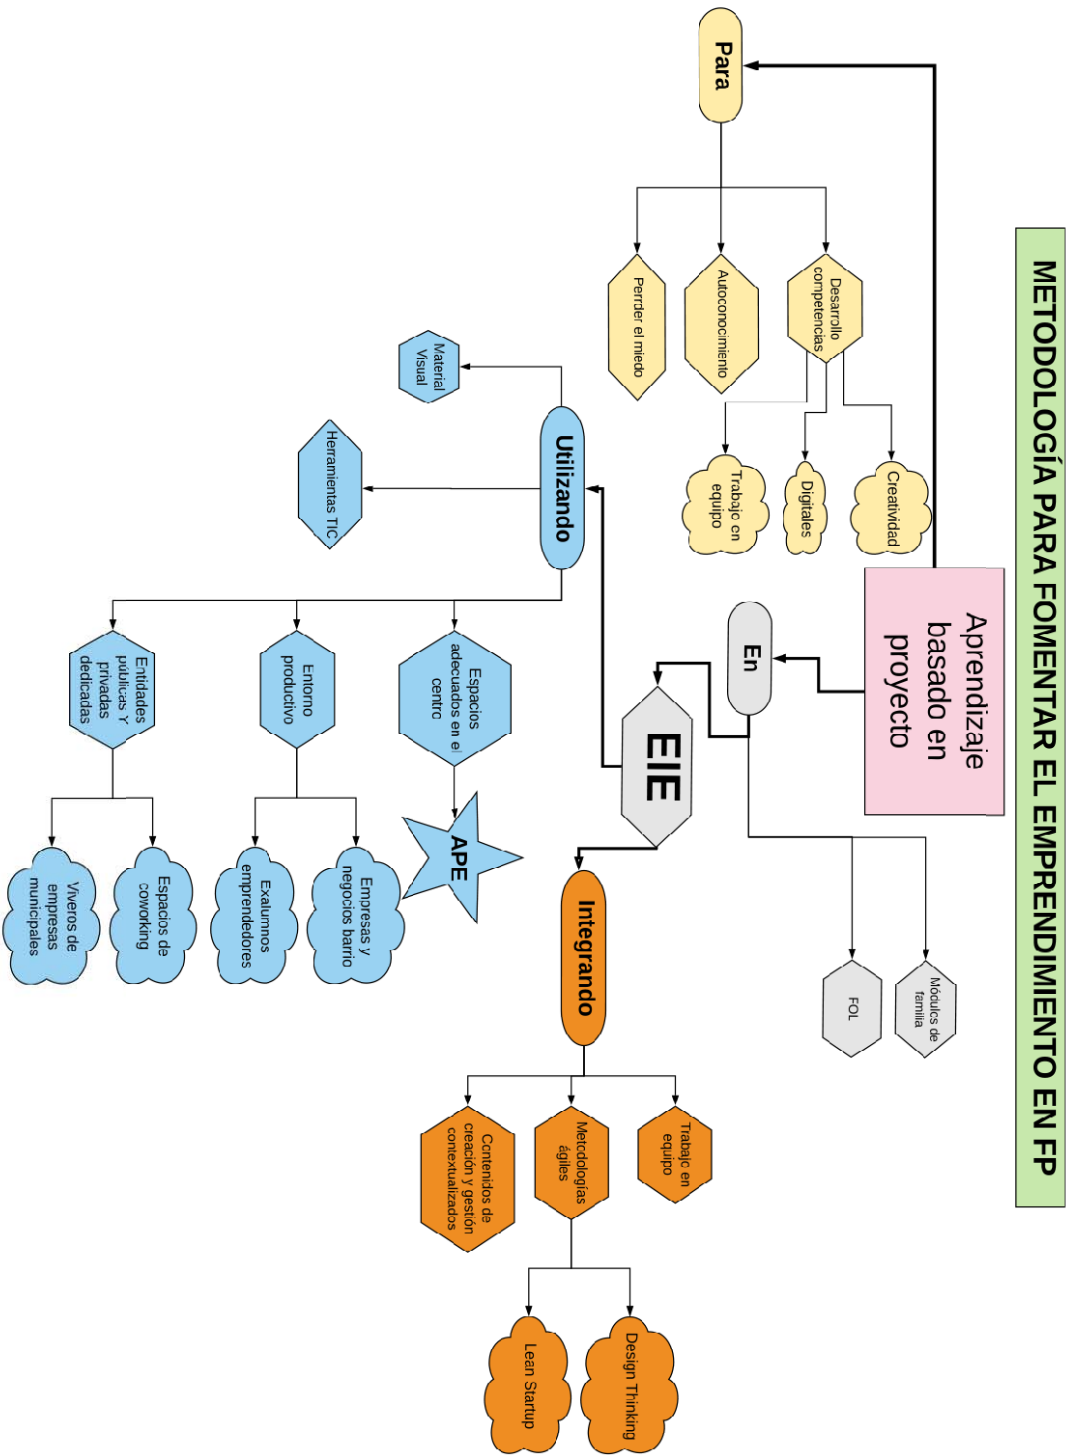 METODOLOGÍA PARA FOMENTAR EL EMPRENDIMIENTO EN FP
Aprendizaje
basado en
proyecto
Para
Desarrollo
competencias
Autoconocimiento
Perrder el miedo
Creatividad
Digitales
Trabajo en
equipo
En
EIE
Módulos de
familia
FOL
Utilizando
Material
Visual
Herramientas TIC
Espacios
adecuados en el
centro
APE
Entorno
productivo
Empresas y
negocios barrio
Exalumnos
emprendedores
Entidades
públicas Y
privadas
dedicadas
Espacios de
coworking
Viveros de
empresas
municipales
Integrando
Trabajo en
equipo
Metodologías
ágiles
Contenidos de
creación y gestión
contextualizados
Design Thinking
Lean Startup